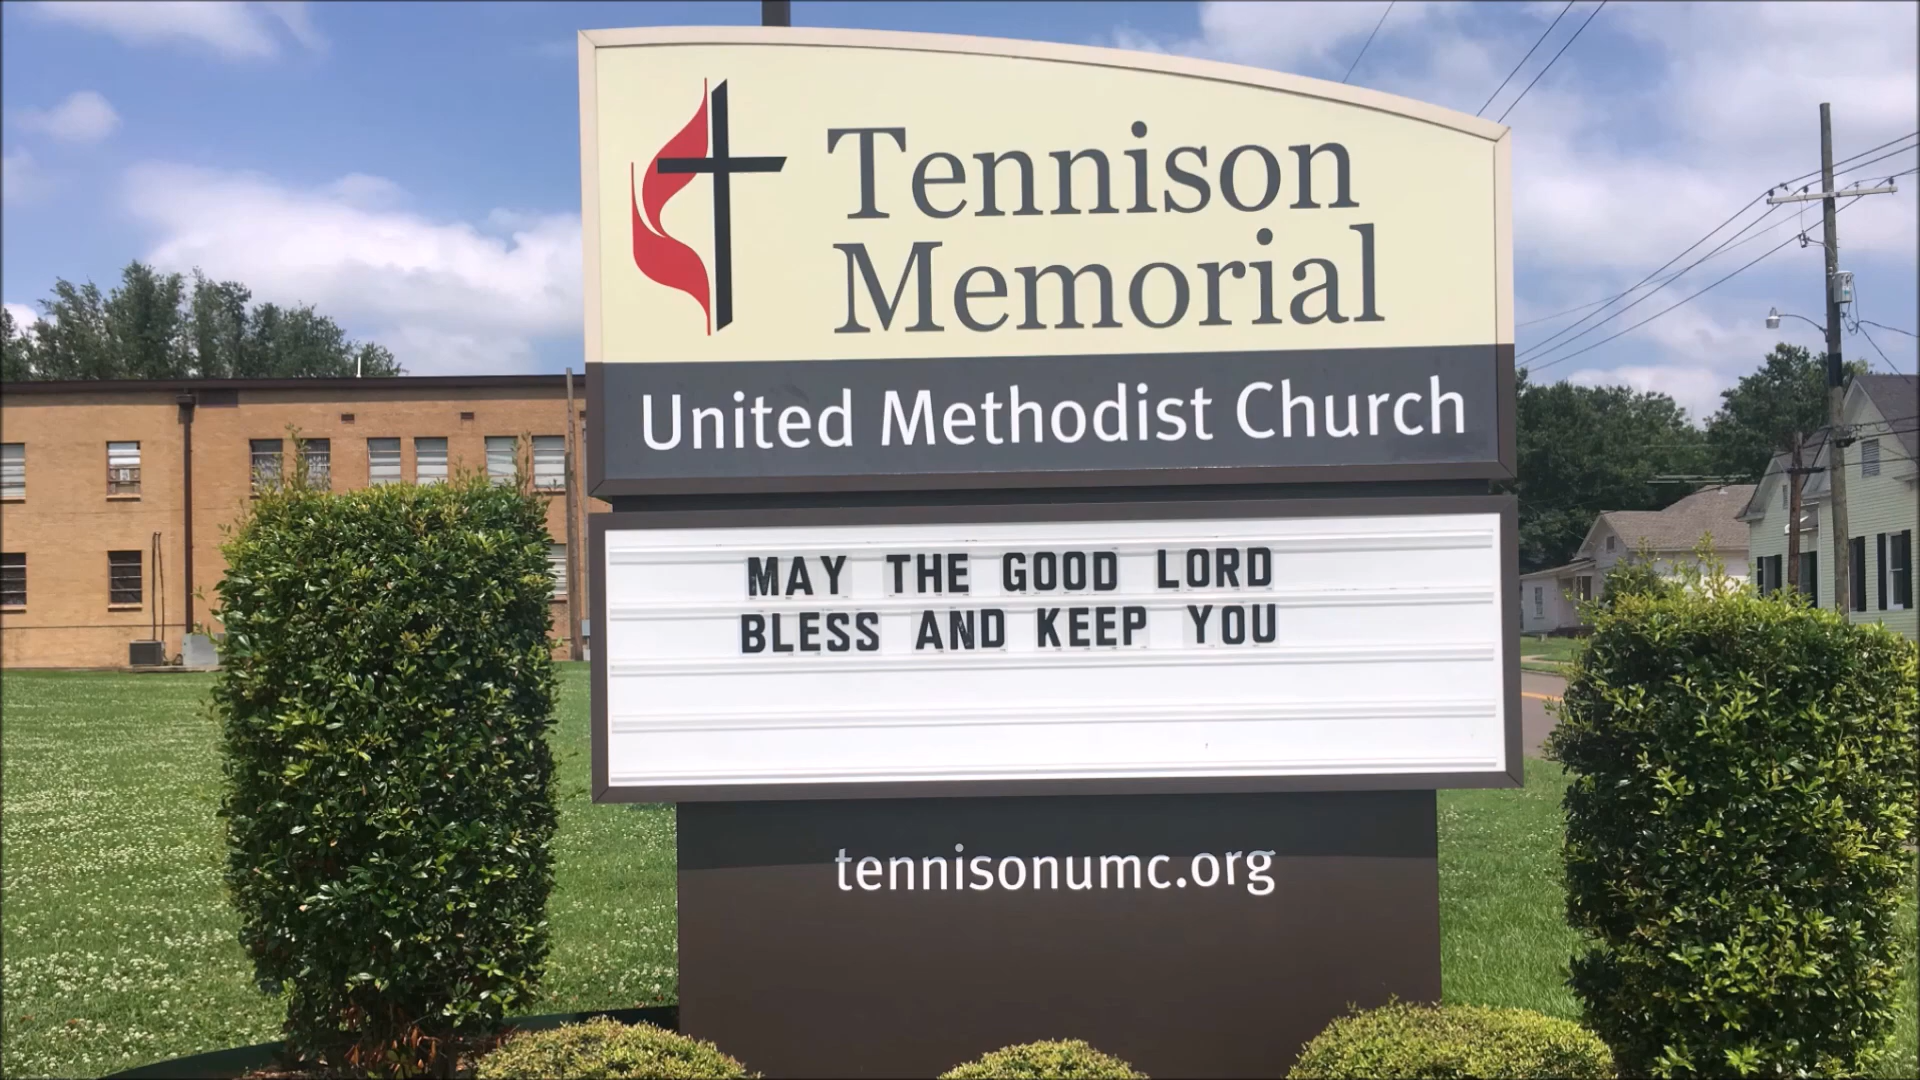 Tennison
Memorial
United Methodist Church
MAY THE GOOD LORD
BLESS AND KEEP YOU
tennisonumc.org